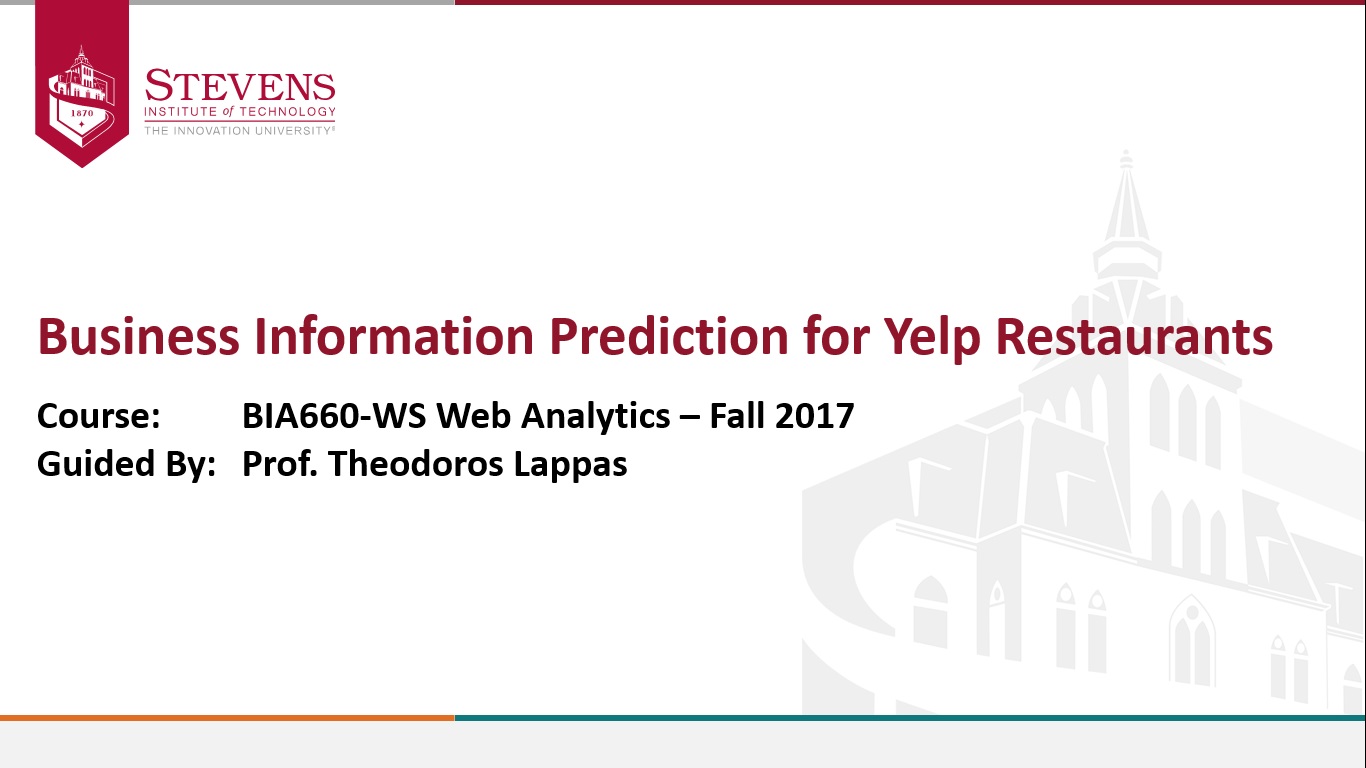 1870
STEVENS
INSTITUTE of TECHNOLOGY
THE INNOVATION UNIVERSITY®
Business Information Prediction for Yelp Restaurants
Course: BIA660-WS Web Analytics – Fall 2017
Guided By: Prof. Theodoros Lappas